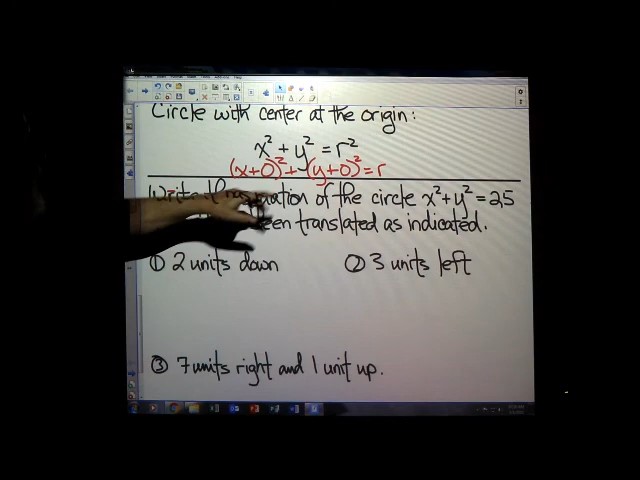 Circle with center at the origin:
x² + y² = r²
(x+0)² + (y+0)² = r
of the circle x² + y² = 25
translated as indicated.
① 2 units down
② 3 units left
③ 7 units right and 1 unit up.